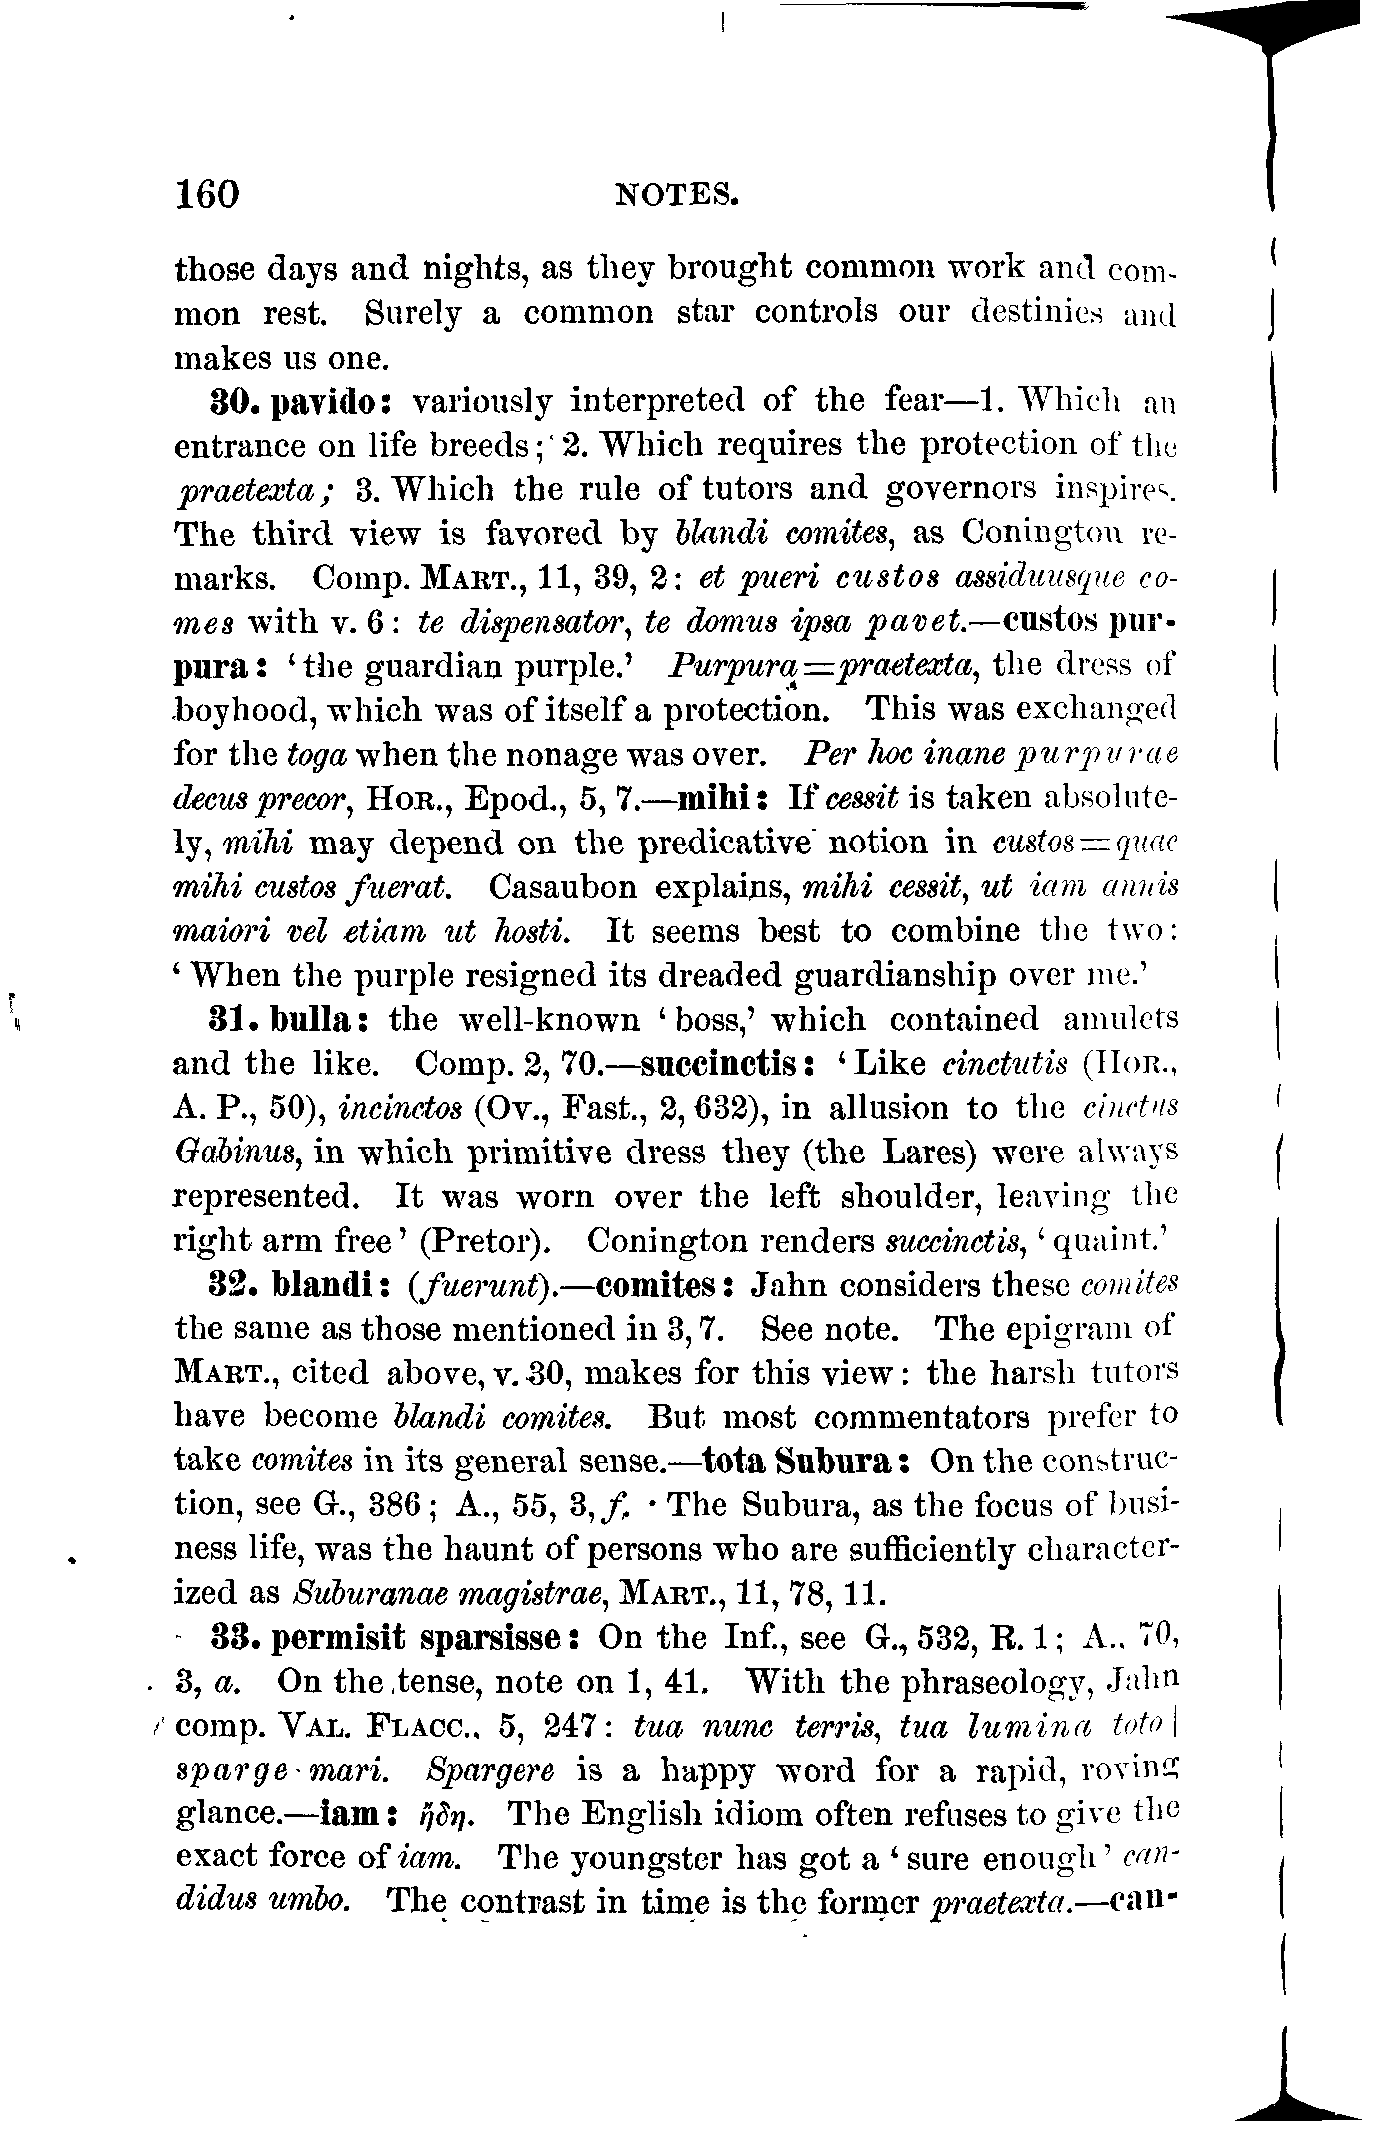 160 NOTES.
those days and nights, as they brought common work and com-
mon rest. Surely a common star controls our destinies and
makes us one.
30. pavido: variously interpreted of the fear—1. Which an
entrance on life breeds; 2. Which requires the protection of the
praetexta; 3. Which the rule of tutors and governors inspires.
The third view is favored by blandi comites, as Conington re-
marks. Comp. MART., 11, 39, 2: et pueri custos assiduusque co-
mes with v. 6: te dispensator, te domus ipsa pavet.—custos pur-
pura: ‘the guardian purple.’ Purpura=praetexta, the dress of
boyhood, which was of itself a protection. This was exchanged
for the toga when the nonage was over. Per hoc inane purpurae
decus precor, HOR., Epod., 5, 7.—mihi: If cessit is taken absolute-
ly, mihi may depend on the predicative notion in custos=quae
mihi custos fuerat. Casaubon explains, mihi cessit, ut iam annis
maiori vel etiam ut hosti. It seems best to combine the two:
‘When the purple resigned its dreaded guardianship over me.’
31. bulla: the well-known ‘boss,’ which contained amulets
and the like. Comp. 2, 70.—succinctis: ‘Like cinctutis (HOR.,
A. P., 50), incinctos (OV., Fast., 2, 632), in allusion to the cinctus
Gabinus, in which primitive dress they (the Lares) were always
represented. It was worn over the left shoulder, leaving the
right arm free’ (Pretor). Conington renders succinctis, ‘quaint.’
32. blandi: (fuerunt).—comites: Jahn considers these comites
the same as those mentioned in 3, 7. See note. The epigram of
MART., cited above, v. 30, makes for this view: the harsh tutors
have become blandi comites. But most commentators prefer to
take comites in its general sense.—tota Subura: On the construc-
tion, see G., 386; A., 55, 3, f. The Subura, as the focus of busi-
ness life, was the haunt of persons who are sufficiently character-
ized as Suburanae magistrae, MART., 11, 78, 11.
33. permisit sparsisse: On the Inf., see G., 532, R. 1; A., 70,
3, a. On the tense, note on 1, 41. With the phraseology, Jahn
comp. VAL. FLACC., 5, 247: tua nunc terris, tua lumina toto |
sparge mari. Spargere is a happy word for a rapid, roving
glance.—iam: ἤδη. The English idiom often refuses to give the
exact force of iam. The youngster has got a ‘sure enough’ can-
didus umbo. The contrast in time is the former praetexta.—can-